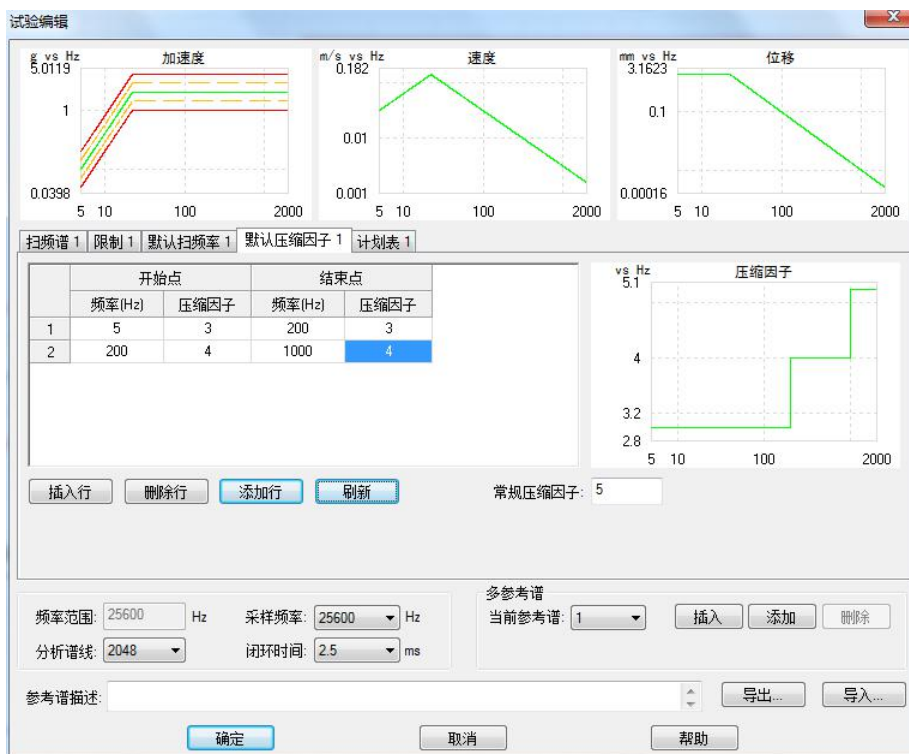 试验编辑
g vs Hz 加速度
5.0119
1
0.0398
5 10 100 2000
m/s vs Hz 速度
0.182
0.01
0.001
5 10 100 2000
mm vs Hz 位移
3.1623
0.1
0.00016
5 10 100 2000
扫频谱 1 限制 1 默认扫频率 1 默认压缩因子 1 计划表 1
开始点 结束点
频率(Hz) 压缩因子 频率(Hz) 压缩因子
1 5 3 200 3
2 200 4 1000 4
vs Hz 压缩因子
5.1
4
3.2
2.8
5 10 100 2000
插入行 删除行 添加行 刷新 常规压缩因子: 5
多参考谱
频率范围: 25600 Hz 采样频率: 25600 Hz 当前参考谱: 1 插入 添加 删除
分析谱线: 2048 闭环时间: 2.5 ms
参考谱描述: 导出... 导入...
确定 取消 帮助